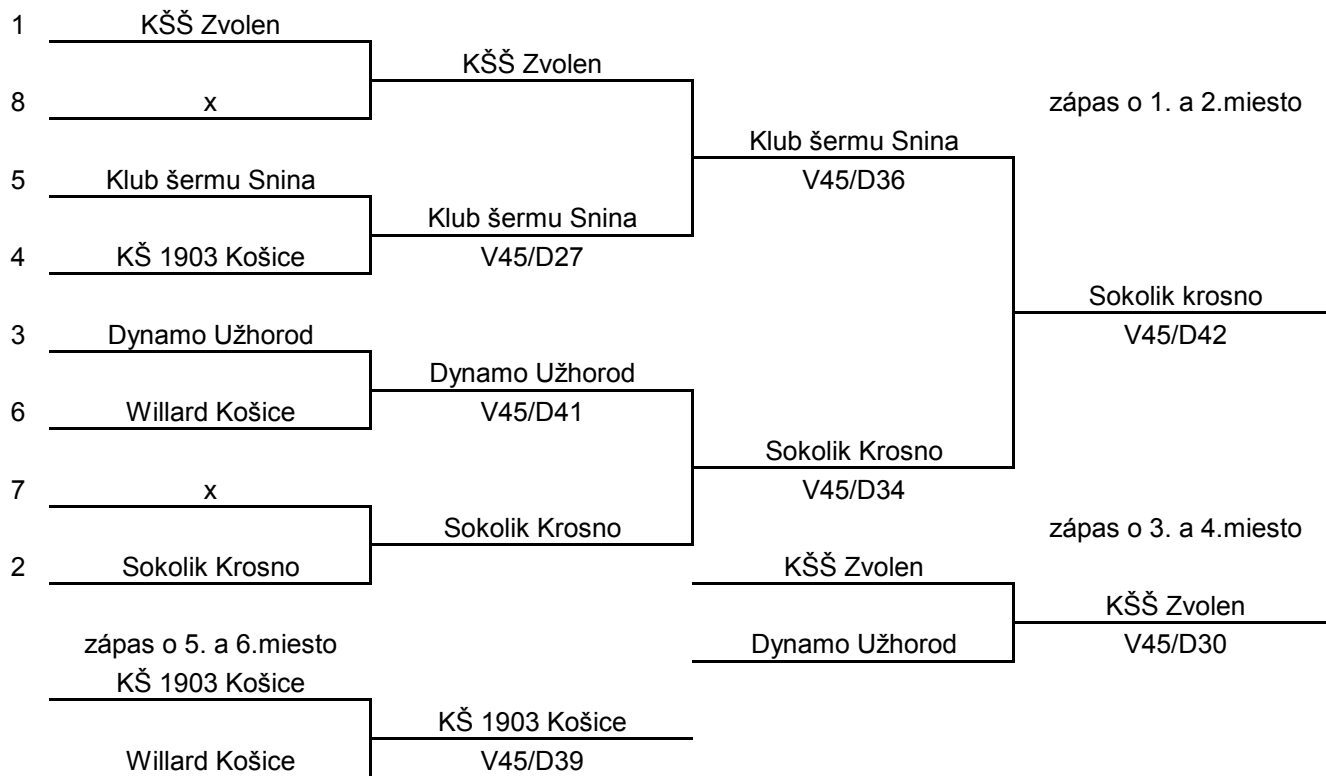 1 KŠŠ Zvolen
KŠŠ Zvolen
8 x zápas o 1. a 2.miesto
Klub šermu Snina
5 Klub šermu Snina V45/D36
Klub šermu Snina
4 KŠ 1903 Košice V45/D27
Sokolik krosno
3 Dynamo Užhorod V45/D42
Dynamo Užhorod
6 Willard Košice V45/D41
Sokolik Krosno
7 x V45/D34
Sokolik Krosno zápas o 3. a 4.miesto
2 Sokolik Krosno KŠŠ Zvolen
KŠŠ Zvolen
zápas o 5. a 6.miesto Dynamo Užhorod V45/D30
KŠ 1903 Košice
KŠ 1903 Košice
Willard Košice V45/D39